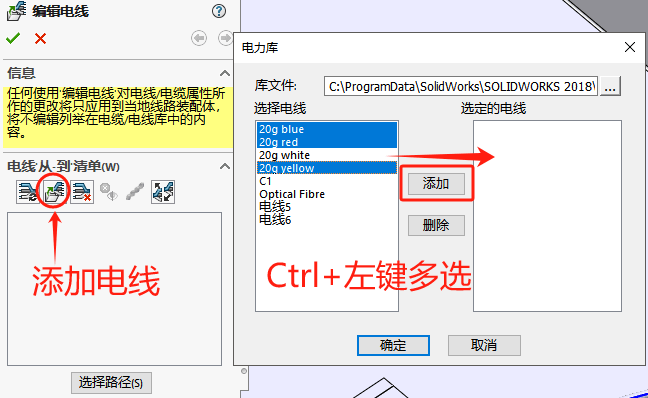 编辑电线
信息
任何使用'编辑电线'对电线/电缆属性所
作的更改将只应用到当地线路装配体,
将不编辑列举在电缆/电线库中的内
容。
电线'从-到'清单(W)
添加电线
选择路径(S)
电力库
库文件:
C:\ProgramData\SolidWorks\SOLIDWORKS 2018\
...
选择电线
选定的电线
20g blue
20g red
20g white
20g yellow
C1
Optical Fibre
电线5
电线6
添加
删除
Ctrl+左键多选
确定
取消